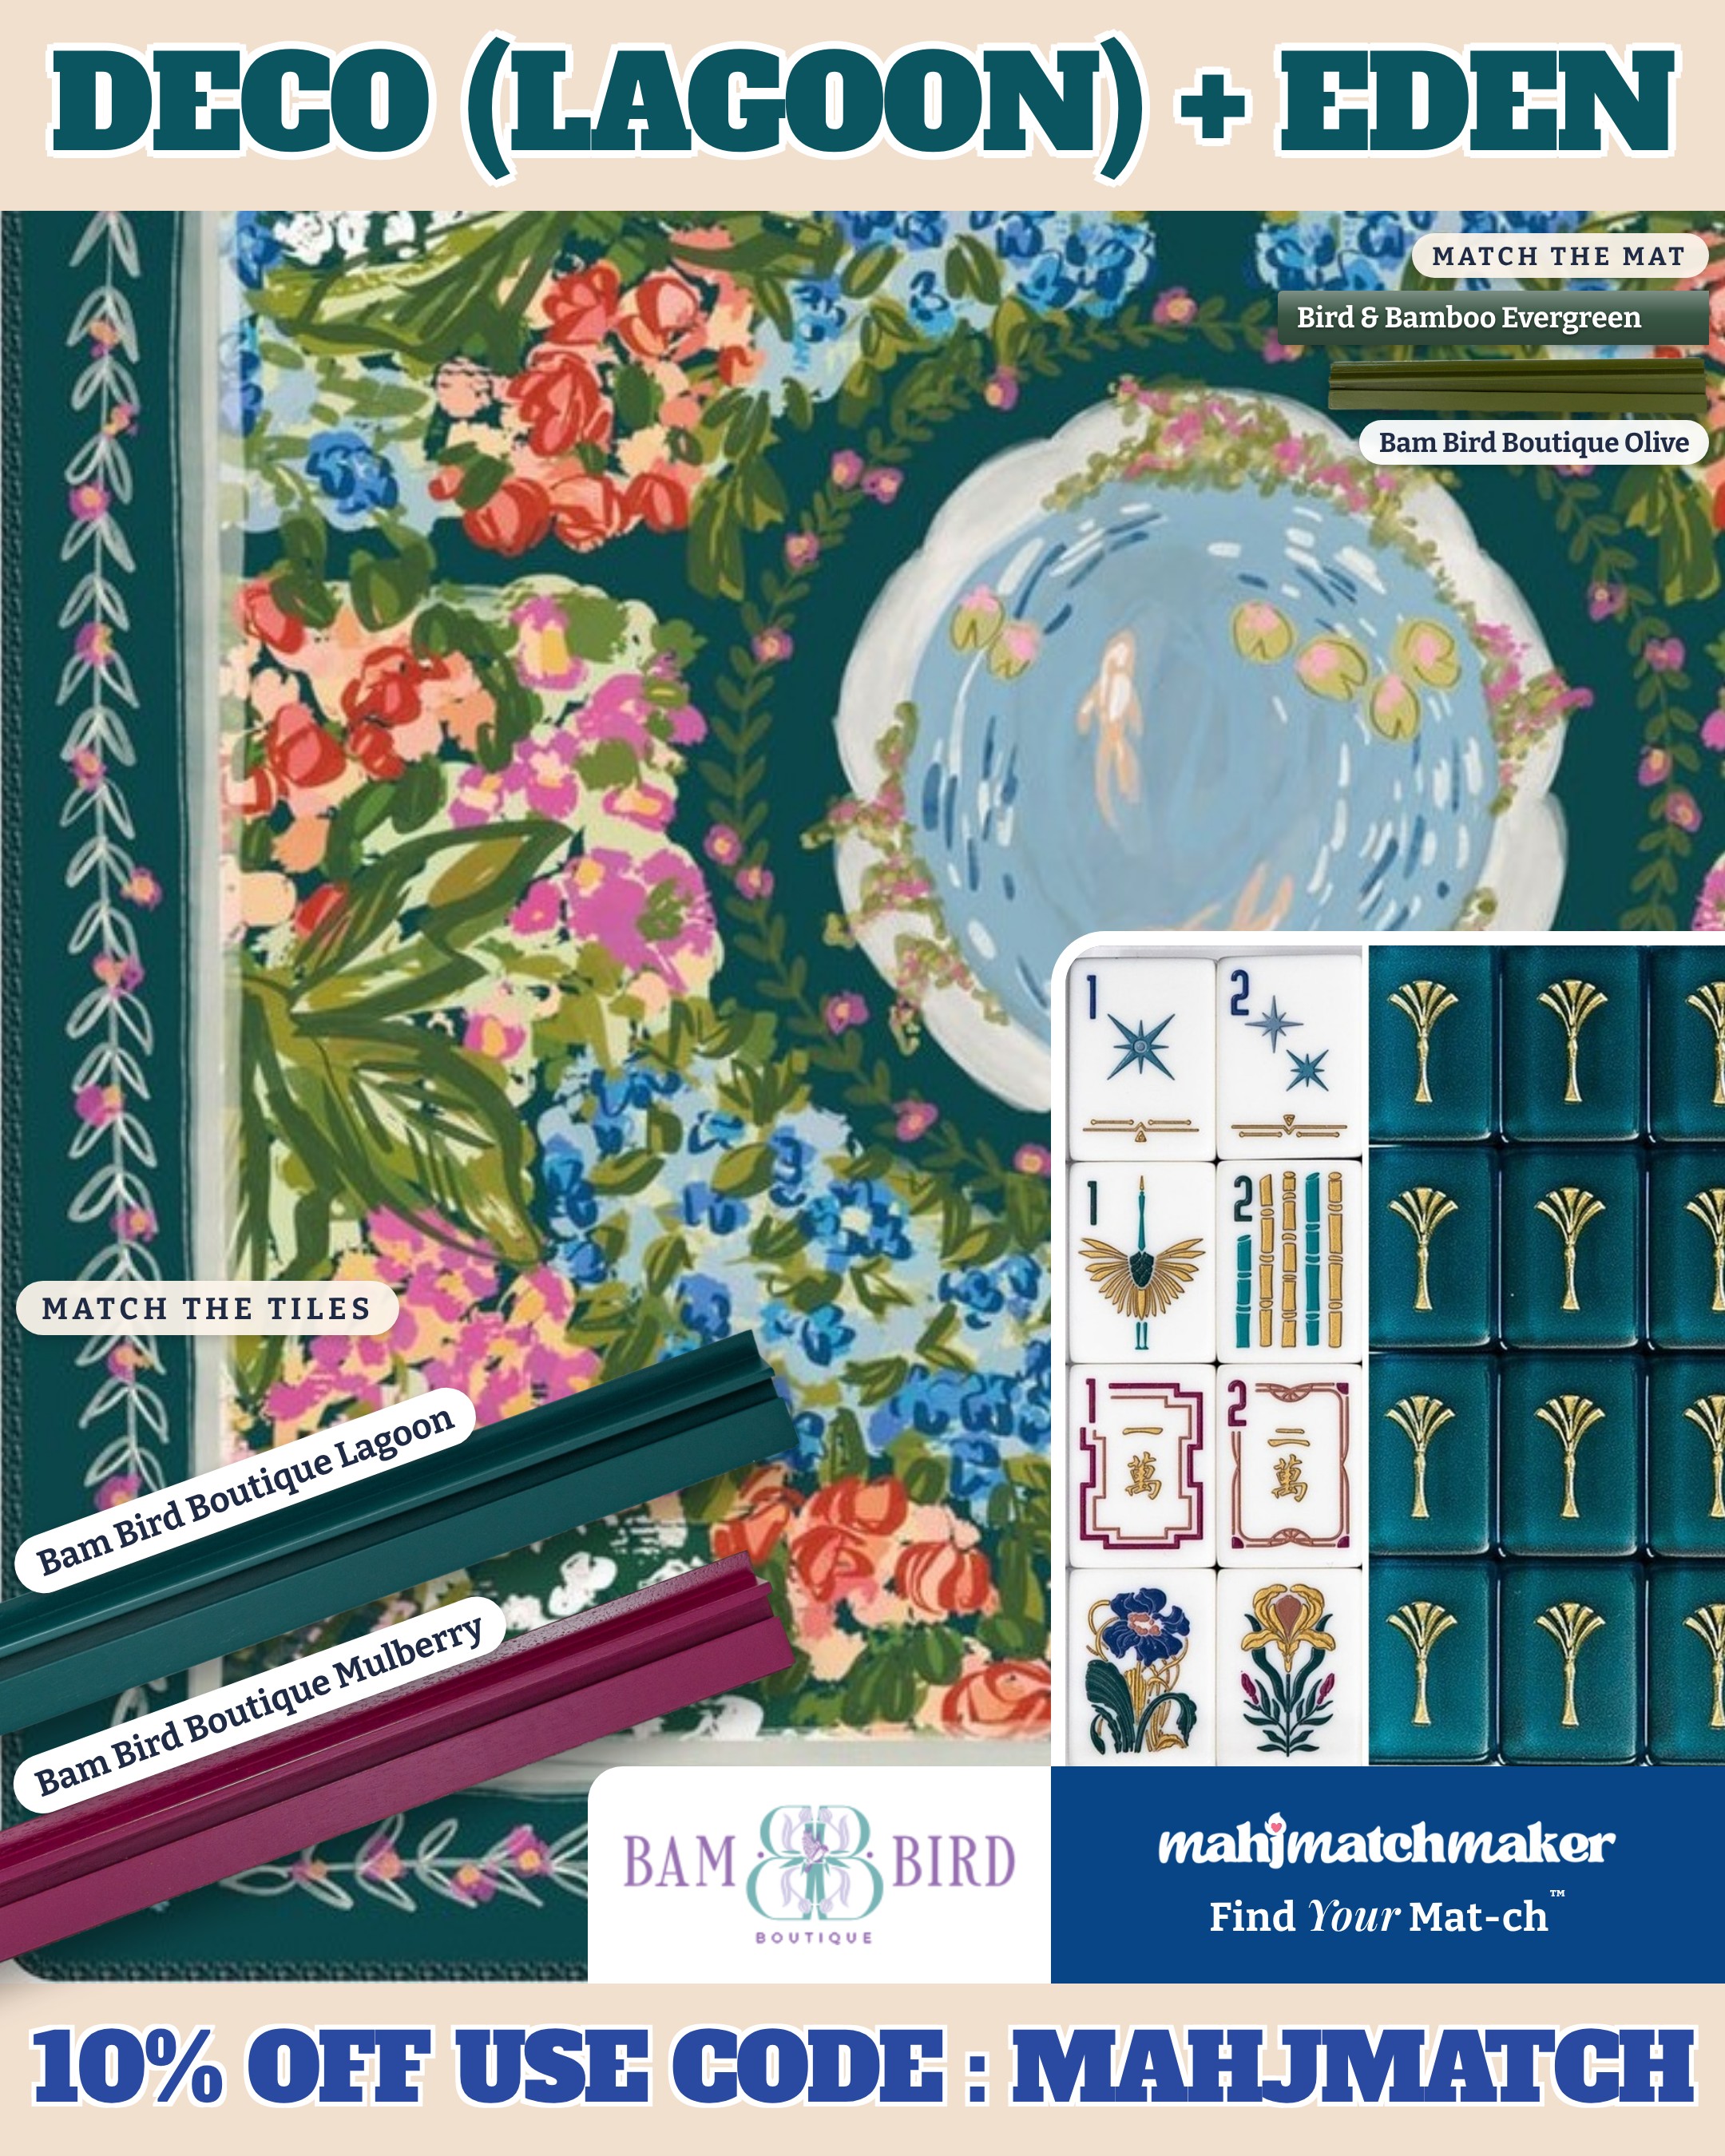 DECO (LAGOON) + EDEN
MATCH THE MAT
Bird & Bamboo Evergreen
Bam Bird Boutique Olive
1
2
1
2
1
一
萬
2
二
萬
MATCH THE TILES
Bam Bird Boutique Lagoon
Bam Bird Boutique Mulberry
BAM BIRD
BOUTIQUE
mahjmatchmaker
Find Your Mat-ch™
10% OFF USE CODE : MAHJMATCH